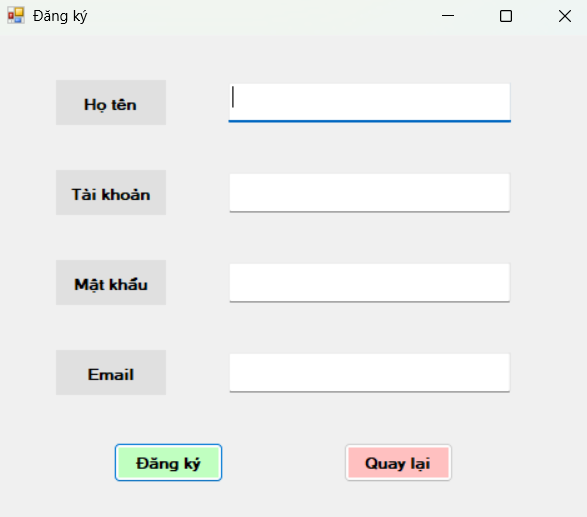 Đăng ký
Họ tên
Tài khoản
Mật khẩu
Email
Đăng ký
Quay lại